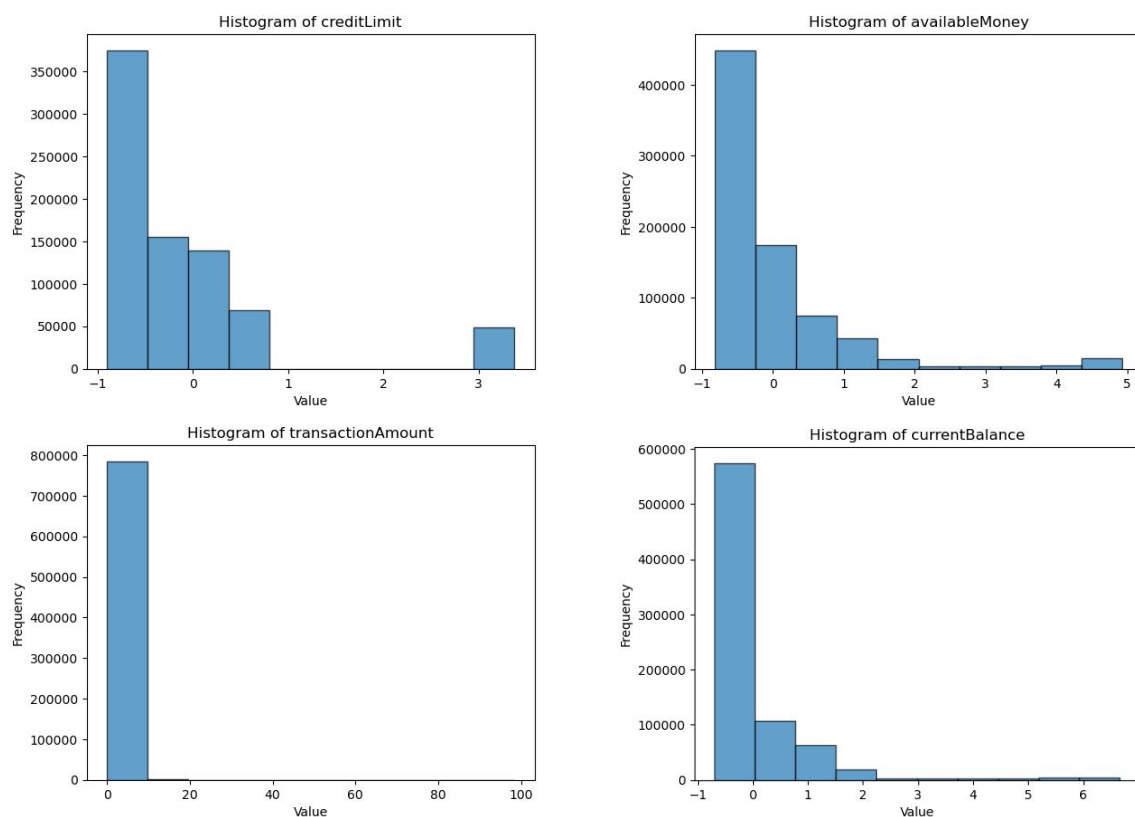 Histogram of creditLimit
350000
300000
250000
200000
150000
100000
50000
0
Frequency
−1 0 1 2 3
Value
Histogram of availableMoney
400000
300000
200000
100000
0
Frequency
−1 0 1 2 3 4 5
Value
Histogram of transactionAmount
800000
700000
600000
500000
400000
300000
200000
100000
0
Frequency
0 20 40 60 80 100
Value
Histogram of currentBalance
600000
500000
400000
300000
200000
100000
0
Frequency
−1 0 1 2 3 4 5 6
Value